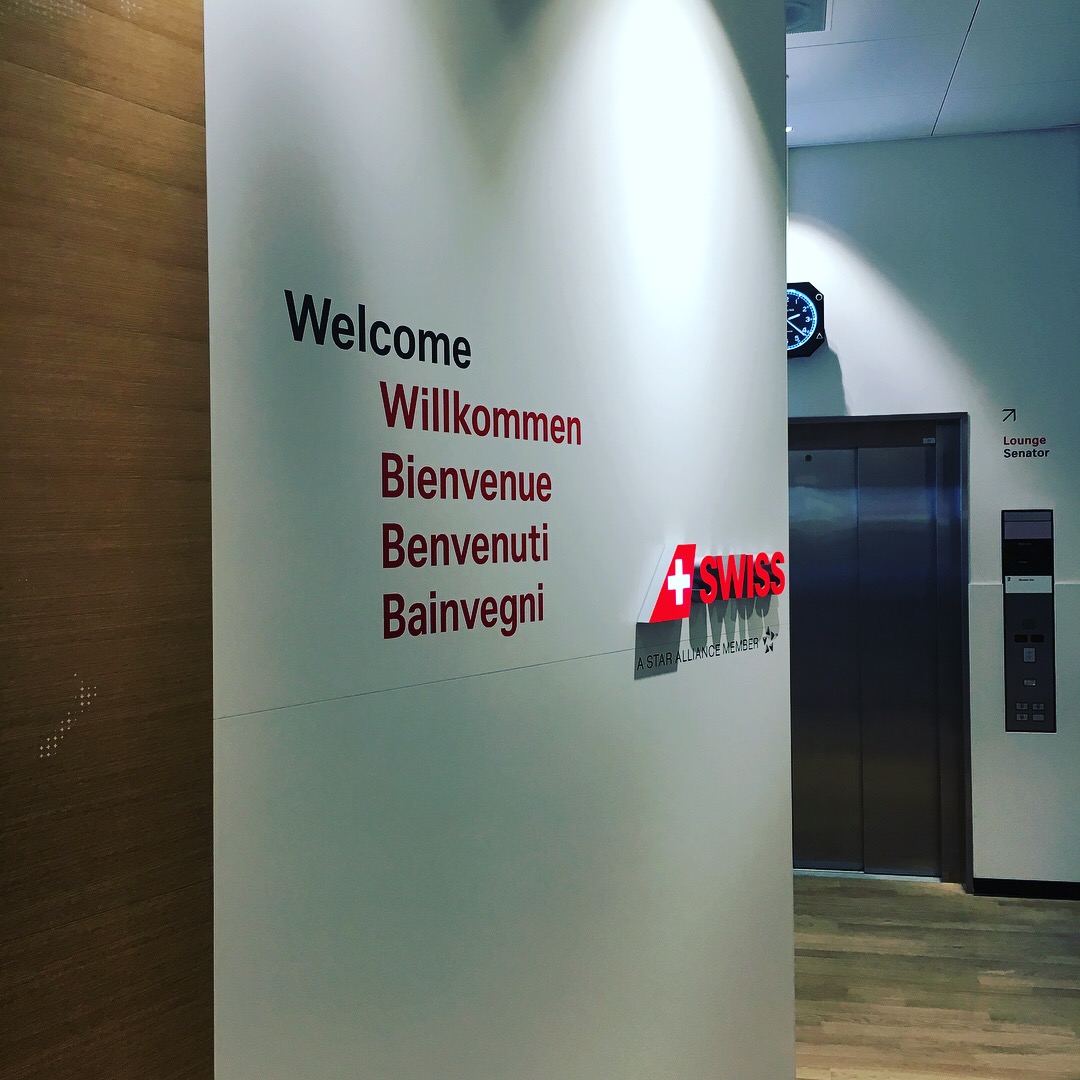 Welcome
Willkommen
Bienvenue
Benvenuti
Bainvegni
SWISS
A STAR ALLIANCE MEMBER
Lounge
Senator